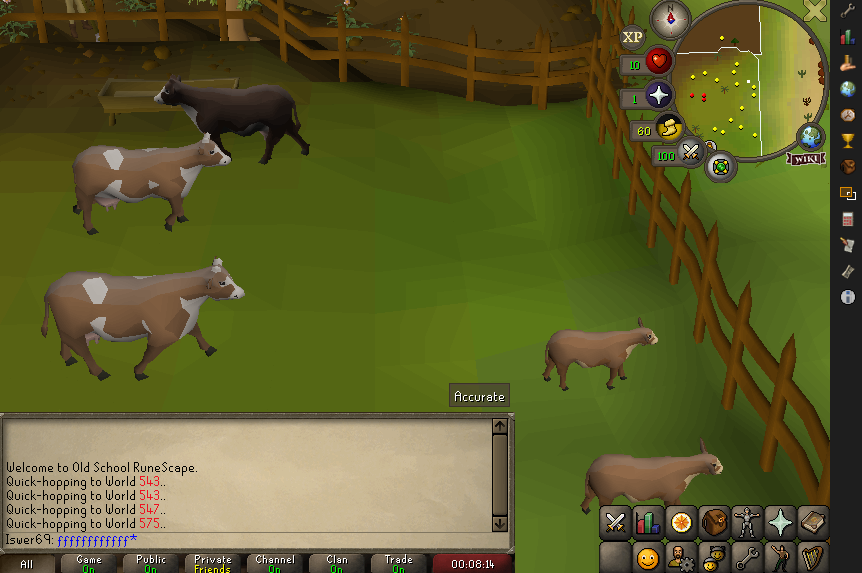 N
XP
10
1
60
100
WIKI
Accurate
Welcome to Old School RuneScape.
Quick-hopping to World 543..
Quick-hopping to World 543..
Quick-hopping to World 547..
Quick-hopping to World 575..
Iswer69: ffffffffffff*
All
Game
On
Public
On
Private
Friends
Channel
On
Clan
On
Trade
On
00:08:14